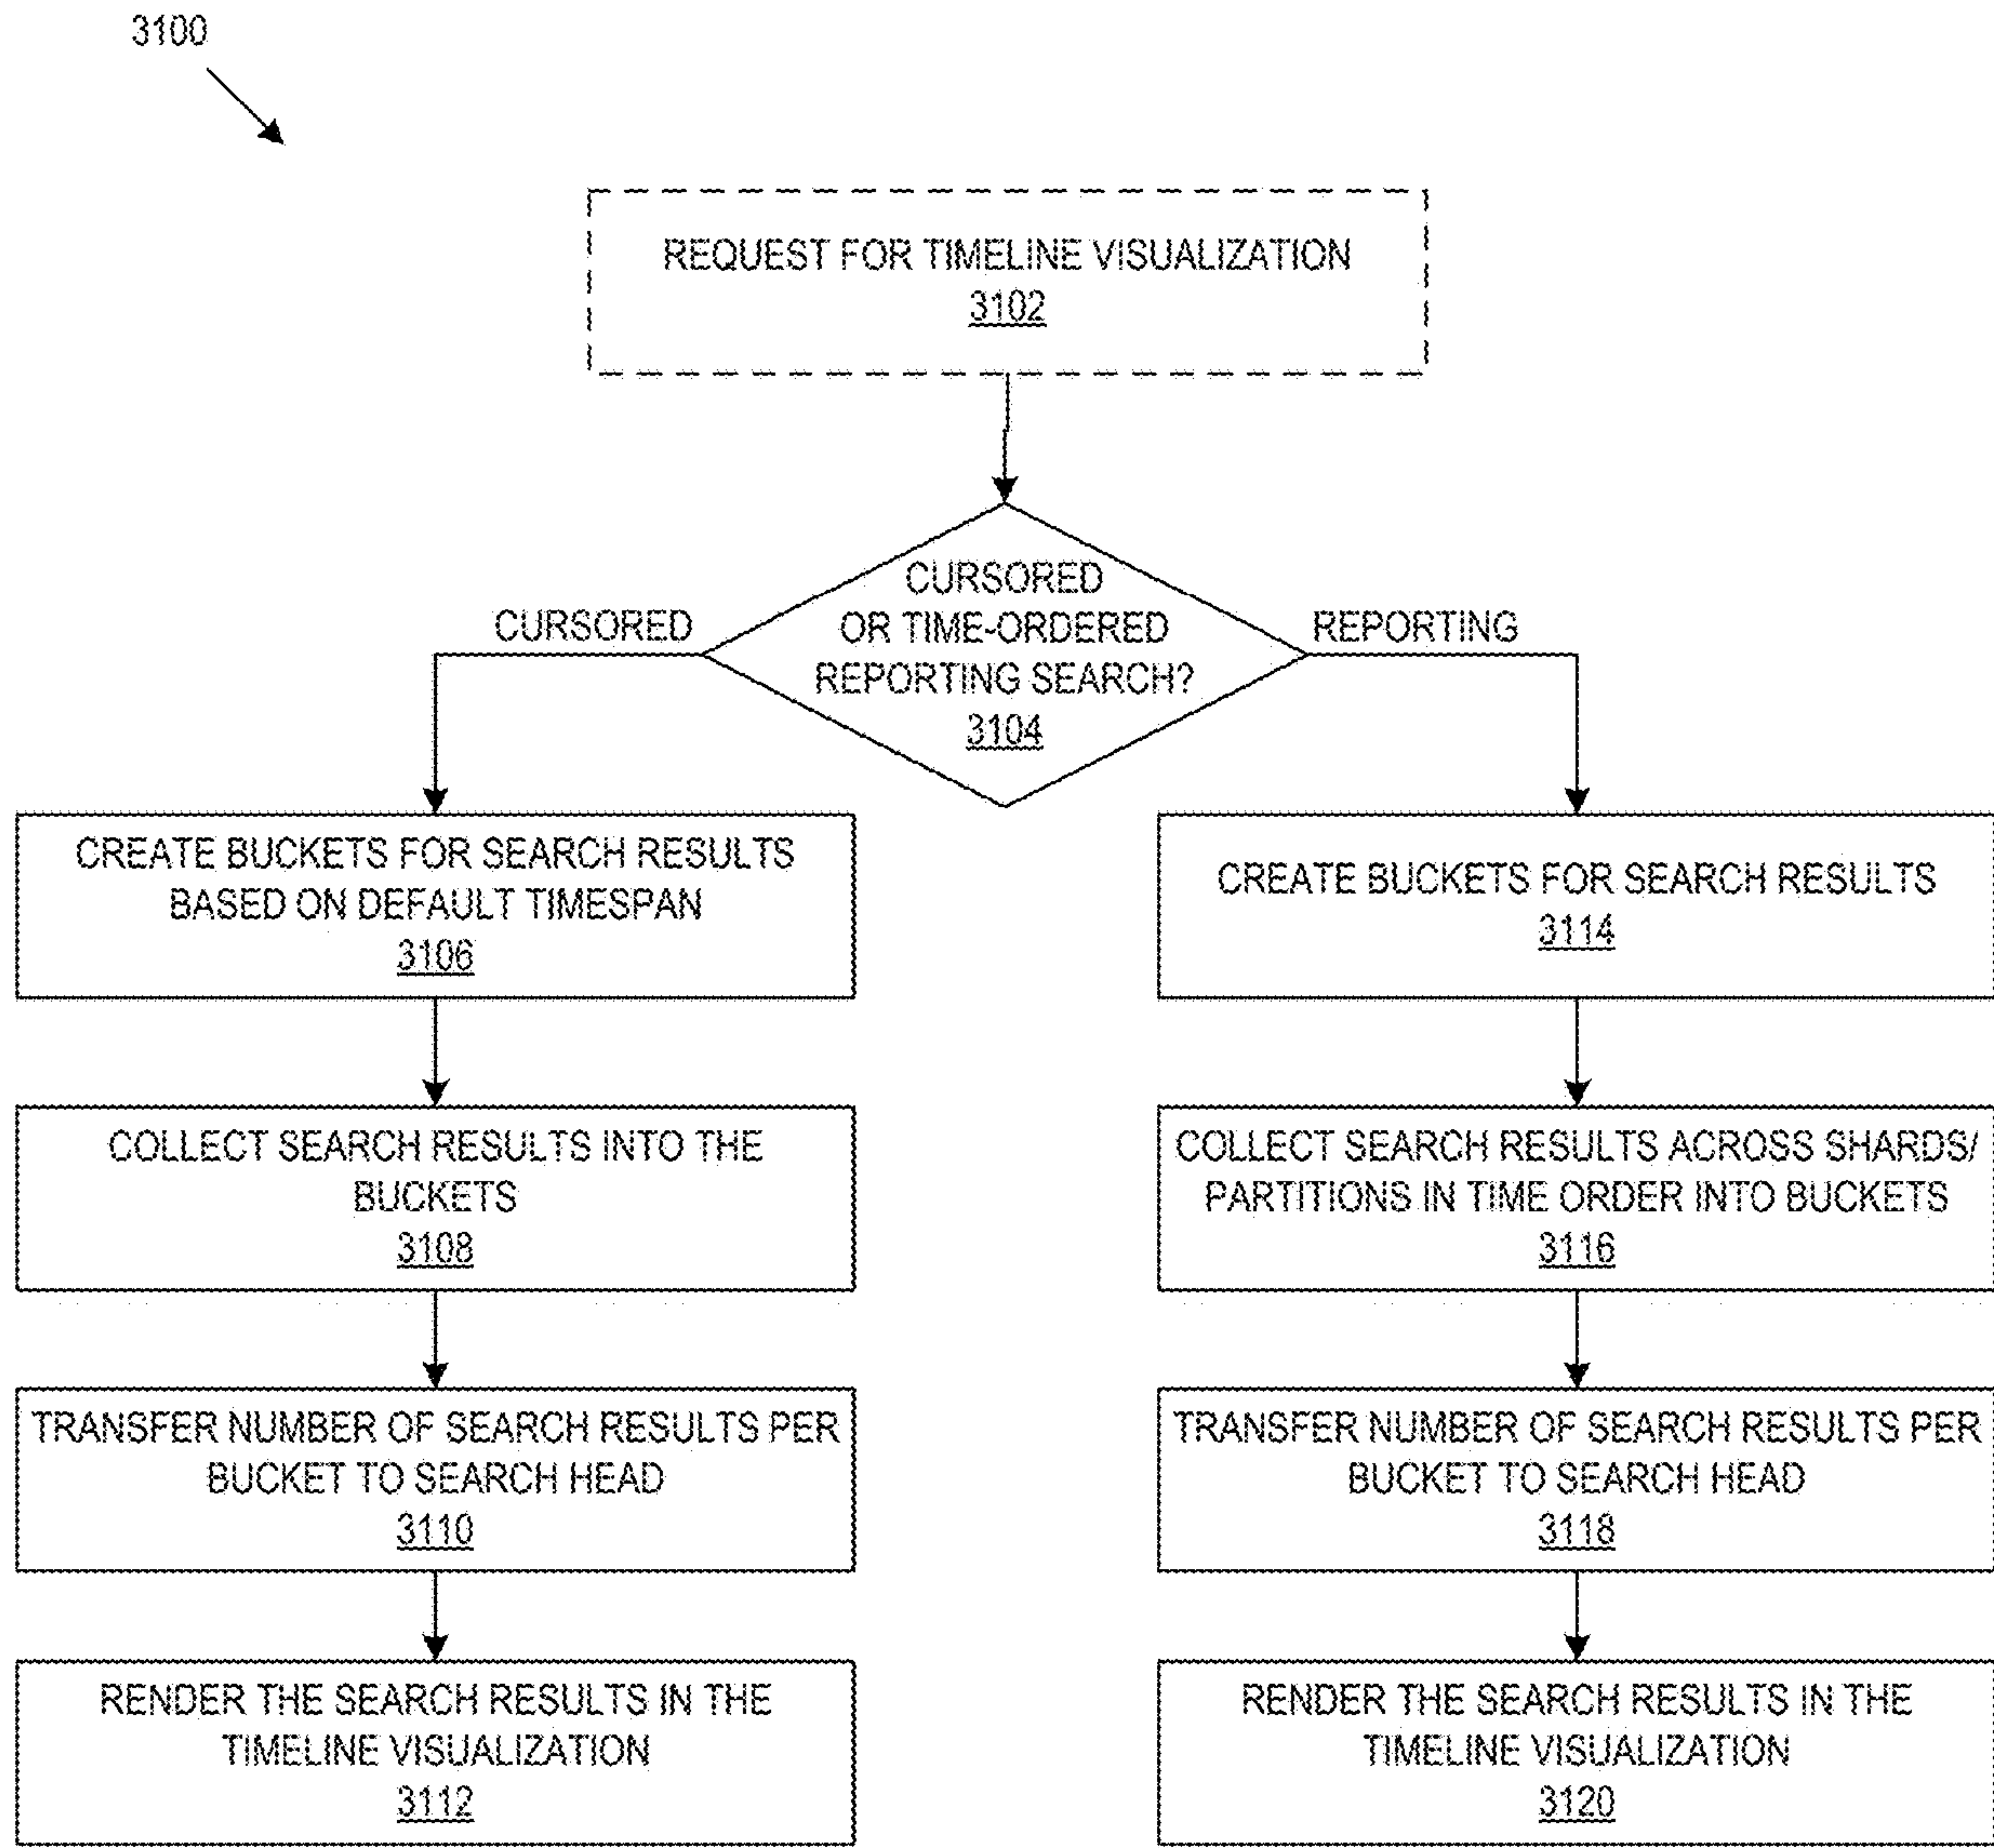 3100
REQUEST FOR TIMELINE VISUALIZATION
3102
CURSORED
OR TIME-ORDERED
REPORTING SEARCH?
3104
CURSORED
REPORTING
CREATE BUCKETS FOR SEARCH RESULTS
BASED ON DEFAULT TIMESPAN
3106
COLLECT SEARCH RESULTS INTO THE
BUCKETS
3108
TRANSFER NUMBER OF SEARCH RESULTS PER
BUCKET TO SEARCH HEAD
3110
RENDER THE SEARCH RESULTS IN THE
TIMELINE VISUALIZATION
3112
CREATE BUCKETS FOR SEARCH RESULTS
3114
COLLECT SEARCH RESULTS ACROSS SHARDS/
PARTITIONS IN TIME ORDER INTO BUCKETS
3116
TRANSFER NUMBER OF SEARCH RESULTS PER
BUCKET TO SEARCH HEAD
3118
RENDER THE SEARCH RESULTS IN THE
TIMELINE VISUALIZATION
3120